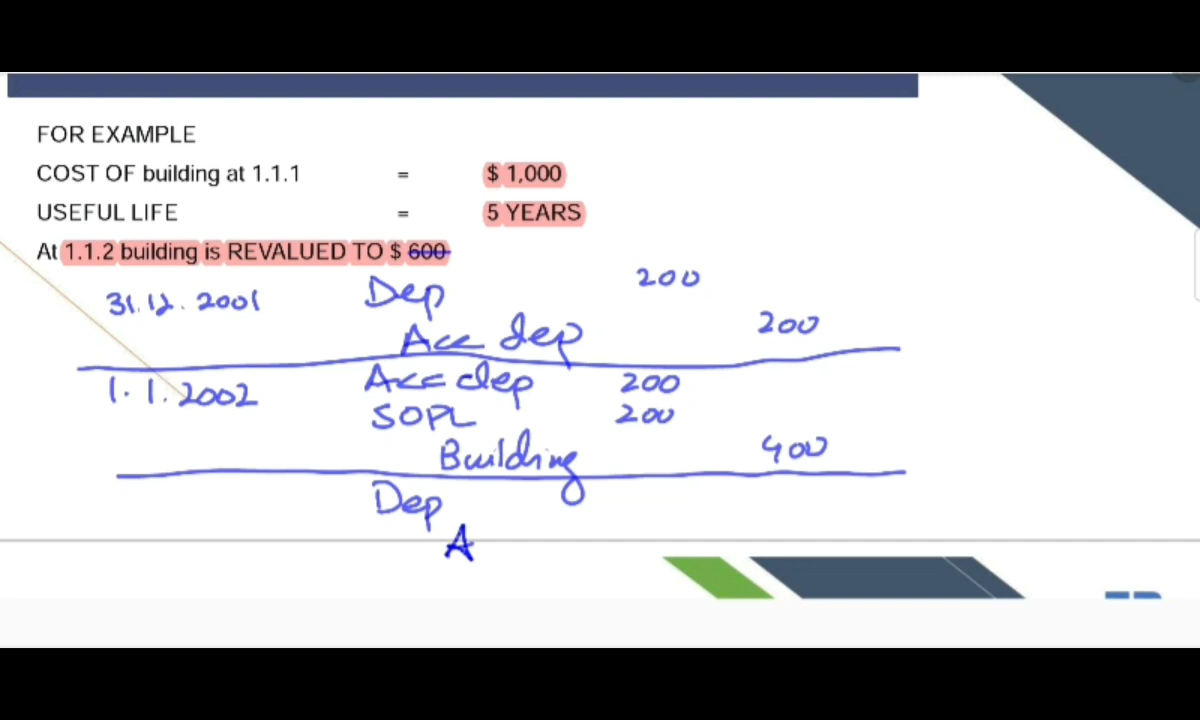 FOR EXAMPLE
COST OF building at 1.1.1 = $ 1,000
USEFUL LIFE = 5 YEARS
At 1.1.2 building is REVALUED TO $ 600
31.12.2001 Dep 200
Acc dep 200
1.1.2002 Acc dep 200
SOPL 200
Building 400
Dep
A